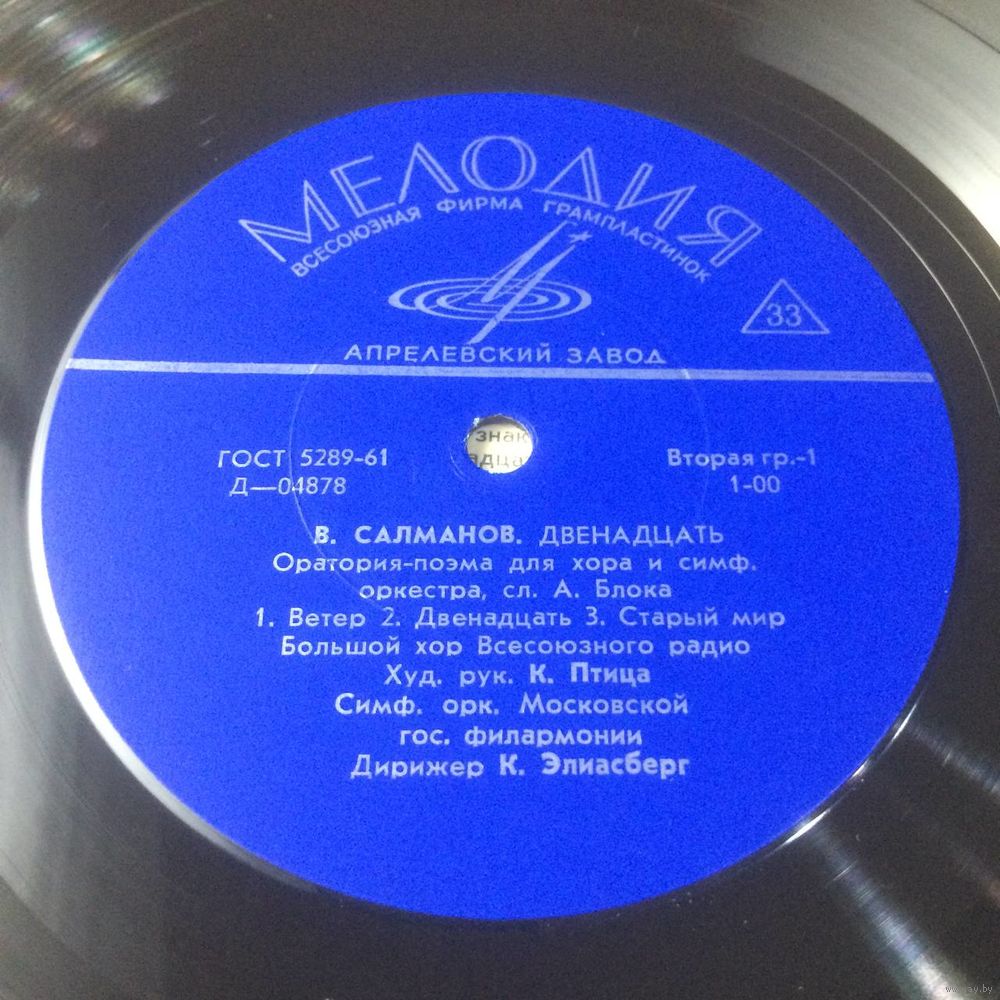 МЕЛОДИЯ
ВСЕСОЮЗНАЯ ФИРМА ГРАМПЛАСТИНОК
33
АПРЕЛЕВСКИЙ ЗАВОД
знак
ГОСТ 5289-61 Вторая гр.-1
Д—04878 1-00
В. САЛМАНОВ. ДВЕНАДЦАТЬ
Оратория-поэма для хора и симф.
оркестра, сл. А. Блока
1. Ветер 2. Двенадцать 3. Старый мир
Большой хор Всесоюзного радио
Худ. рук. К. Птица
Симф. орк. Московской
гос. филармонии
Дирижер К. Элиасберг